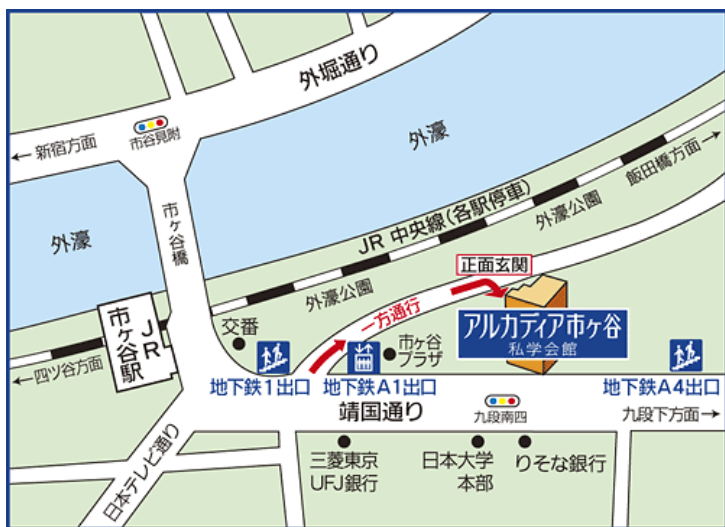 外堀通り
市谷見附
←新宿方面
外濠
飯田橋方面→
市ヶ谷橋
外濠
JR 中央線(各駅停車)
外濠公園
正面玄関
外濠公園
JR
市ヶ谷駅
交番
一方通行
アルカディア市ヶ谷
私学会館
市ヶ谷
プラザ
←四ツ谷方面
地下鉄1出口
地下鉄A1出口
地下鉄A4出口
靖国通り
九段南四
九段下方面→
日本テレビ通り
三菱東京
UFJ銀行
日本大学
本部
りそな銀行